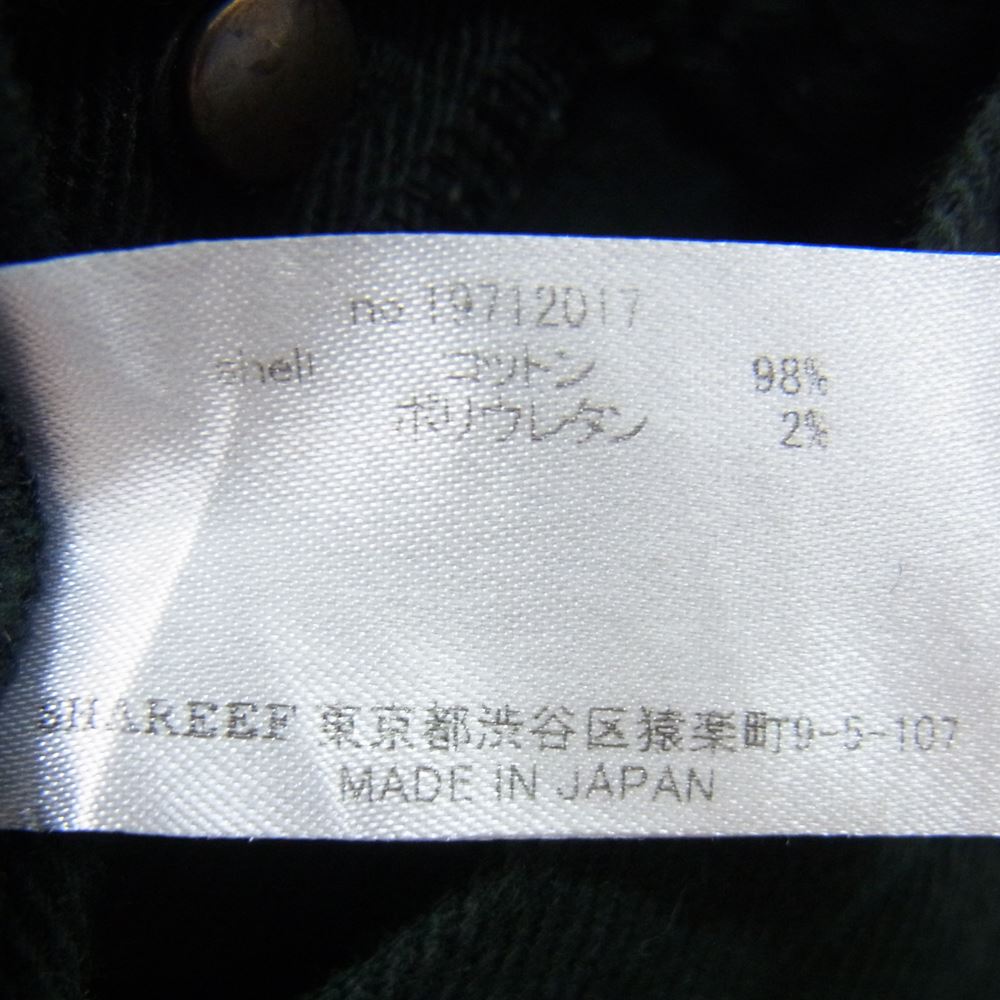 no 19712017
shell コットン 98%
ポリウレタン 2%
SHAREEF 東京都渋谷区猿楽町9-5-107
MADE IN JAPAN